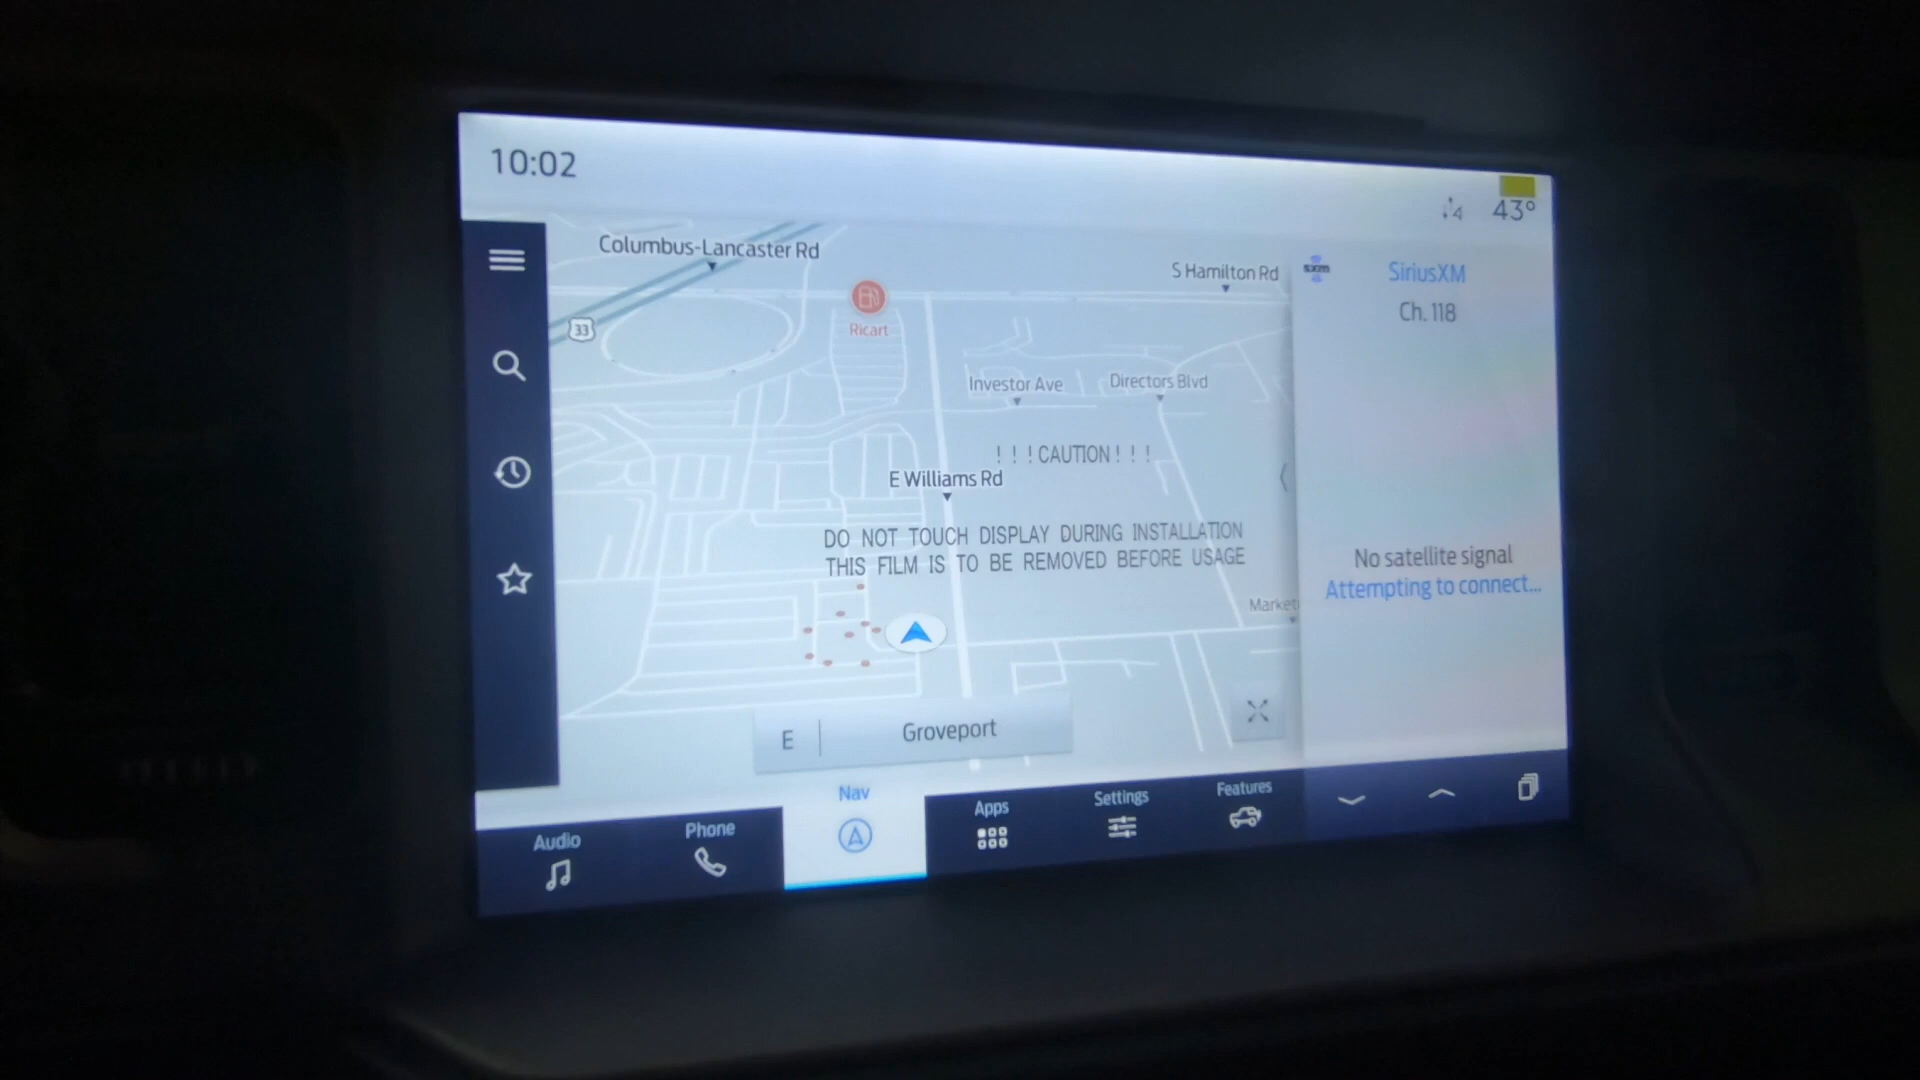 10:02
4
43°
Columbus-Lancaster Rd
S Hamilton Rd
sxm
SiriusXM
Ch. 118
33
Ricart
Investor Ave
Directors Blvd
! ! ! CAUTION ! ! !
E Williams Rd
DO NOT TOUCH DISPLAY DURING INSTALLATION
THIS FILM IS TO BE REMOVED BEFORE USAGE
No satellite signal
Attempting to connect...
Market
E
Groveport
Audio
Phone
Nav
Apps
Settings
Features